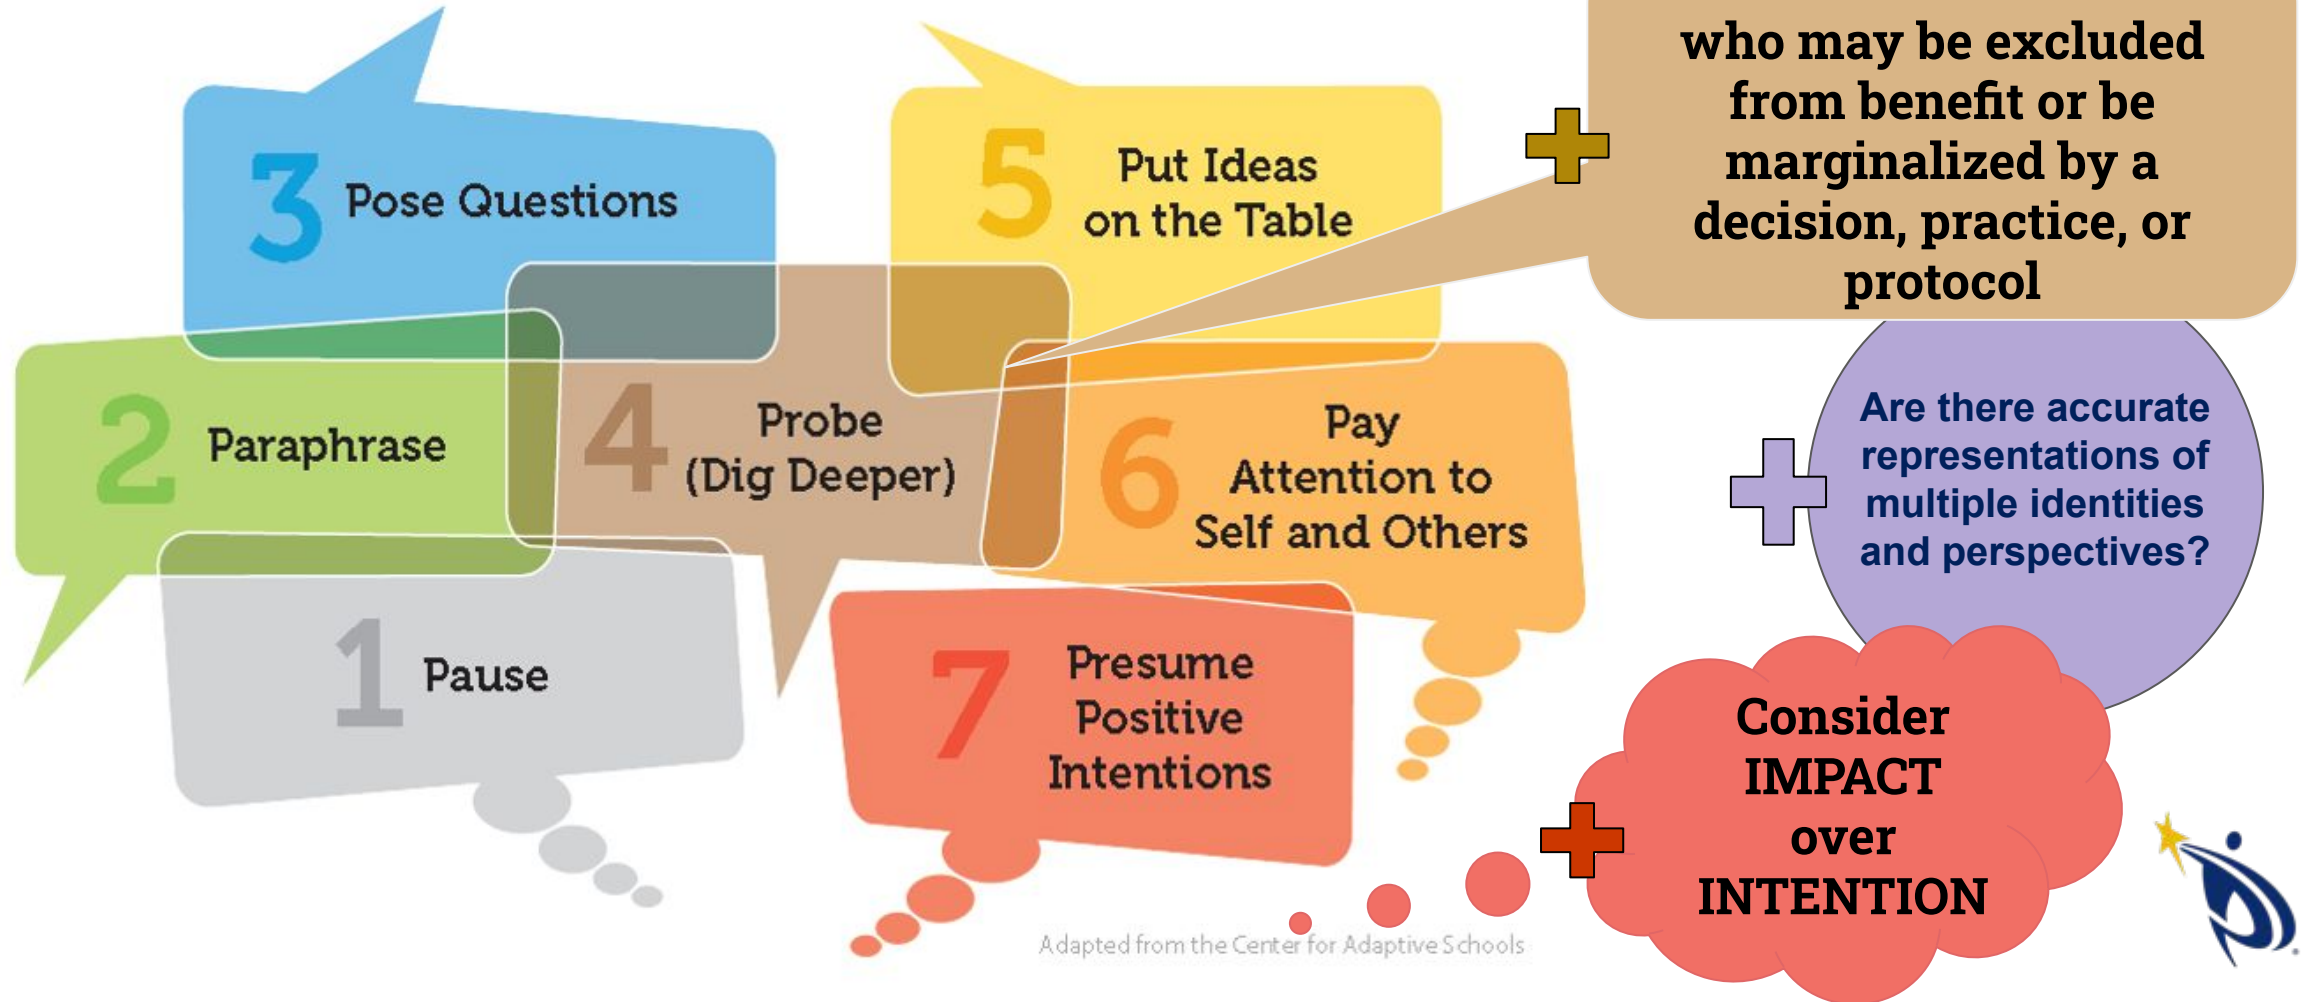 3
Pose Questions
5
Put Ideas
on the Table
2
Paraphrase
4
Probe
(Dig Deeper)
6
Pay
Attention to
Self and Others
1
Pause
7
Presume
Positive
Intentions
Adapted from the Center for Adaptive Schools
who may be excluded
from benefit or be
marginalized by a
decision, practice, or
protocol
Are there accurate
representations of
multiple identities
and perspectives?
Consider
IMPACT
over
INTENTION